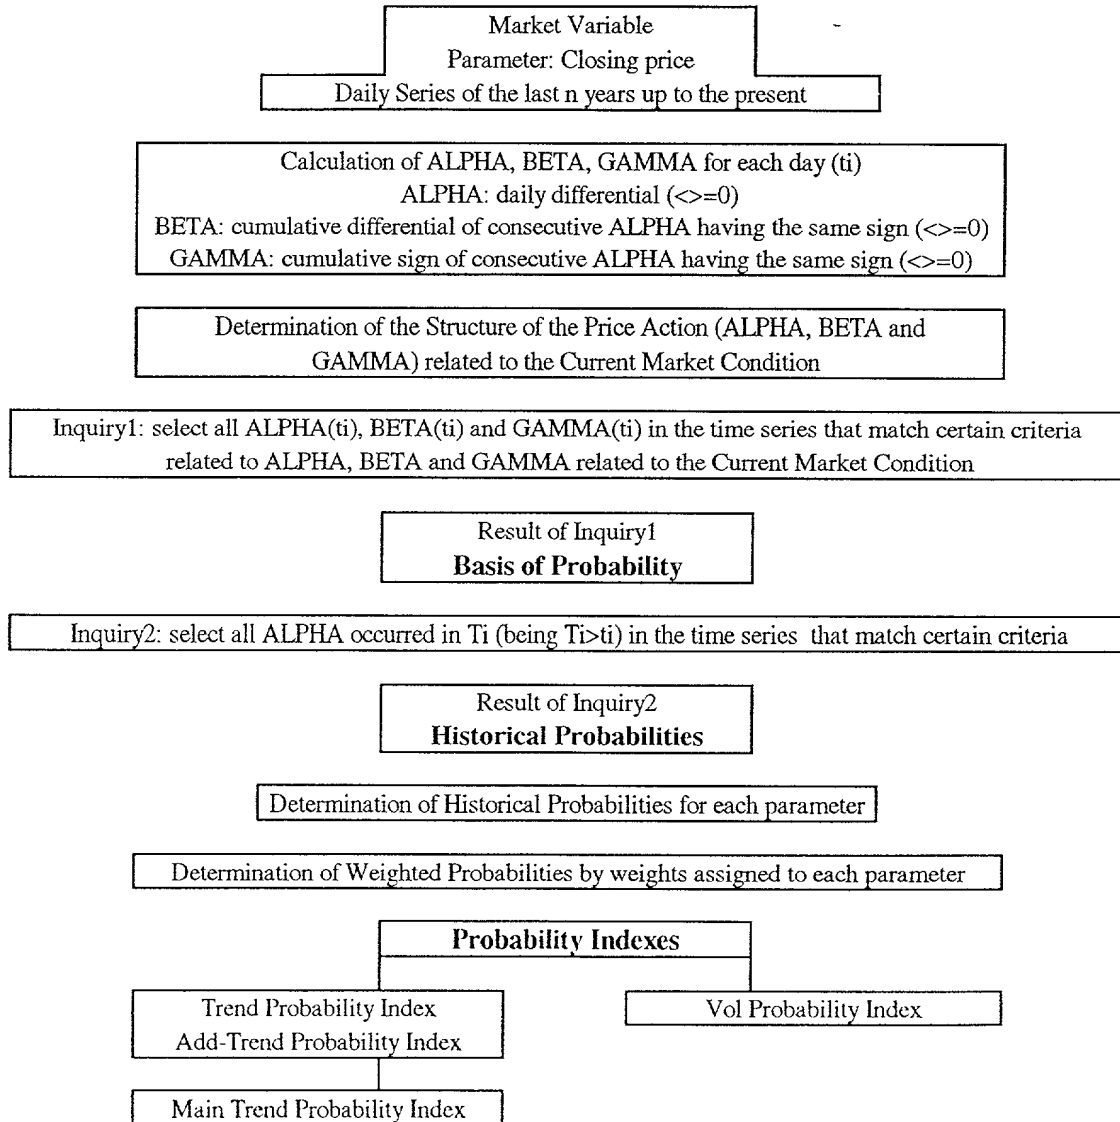 Market Variable
Parameter: Closing price
Daily Series of the last n years up to the present
Calculation of ALPHA, BETA, GAMMA for each day (ti)
ALPHA: daily differential (<>=0)
BETA: cumulative differential of consecutive ALPHA having the same sign (<>=0)
GAMMA: cumulative sign of consecutive ALPHA having the same sign (<>=0)
Determination of the Structure of the Price Action (ALPHA, BETA and
GAMMA) related to the Current Market Condition
Inquiry1: select all ALPHA(ti), BETA(ti) and GAMMA(ti) in the time series that match certain criteria
related to ALPHA, BETA and GAMMA related to the Current Market Condition
Result of Inquiry1
Basis of Probability
Inquiry2: select all ALPHA occurred in Ti (being Ti>ti) in the time series that match certain criteria
Result of Inquiry2
Historical Probabilities
Determination of Historical Probabilities for each parameter
Determination of Weighted Probabilities by weights assigned to each parameter
Probability Indexes
Trend Probability Index
Add-Trend Probability Index
Vol Probability Index
Main Trend Probability Index